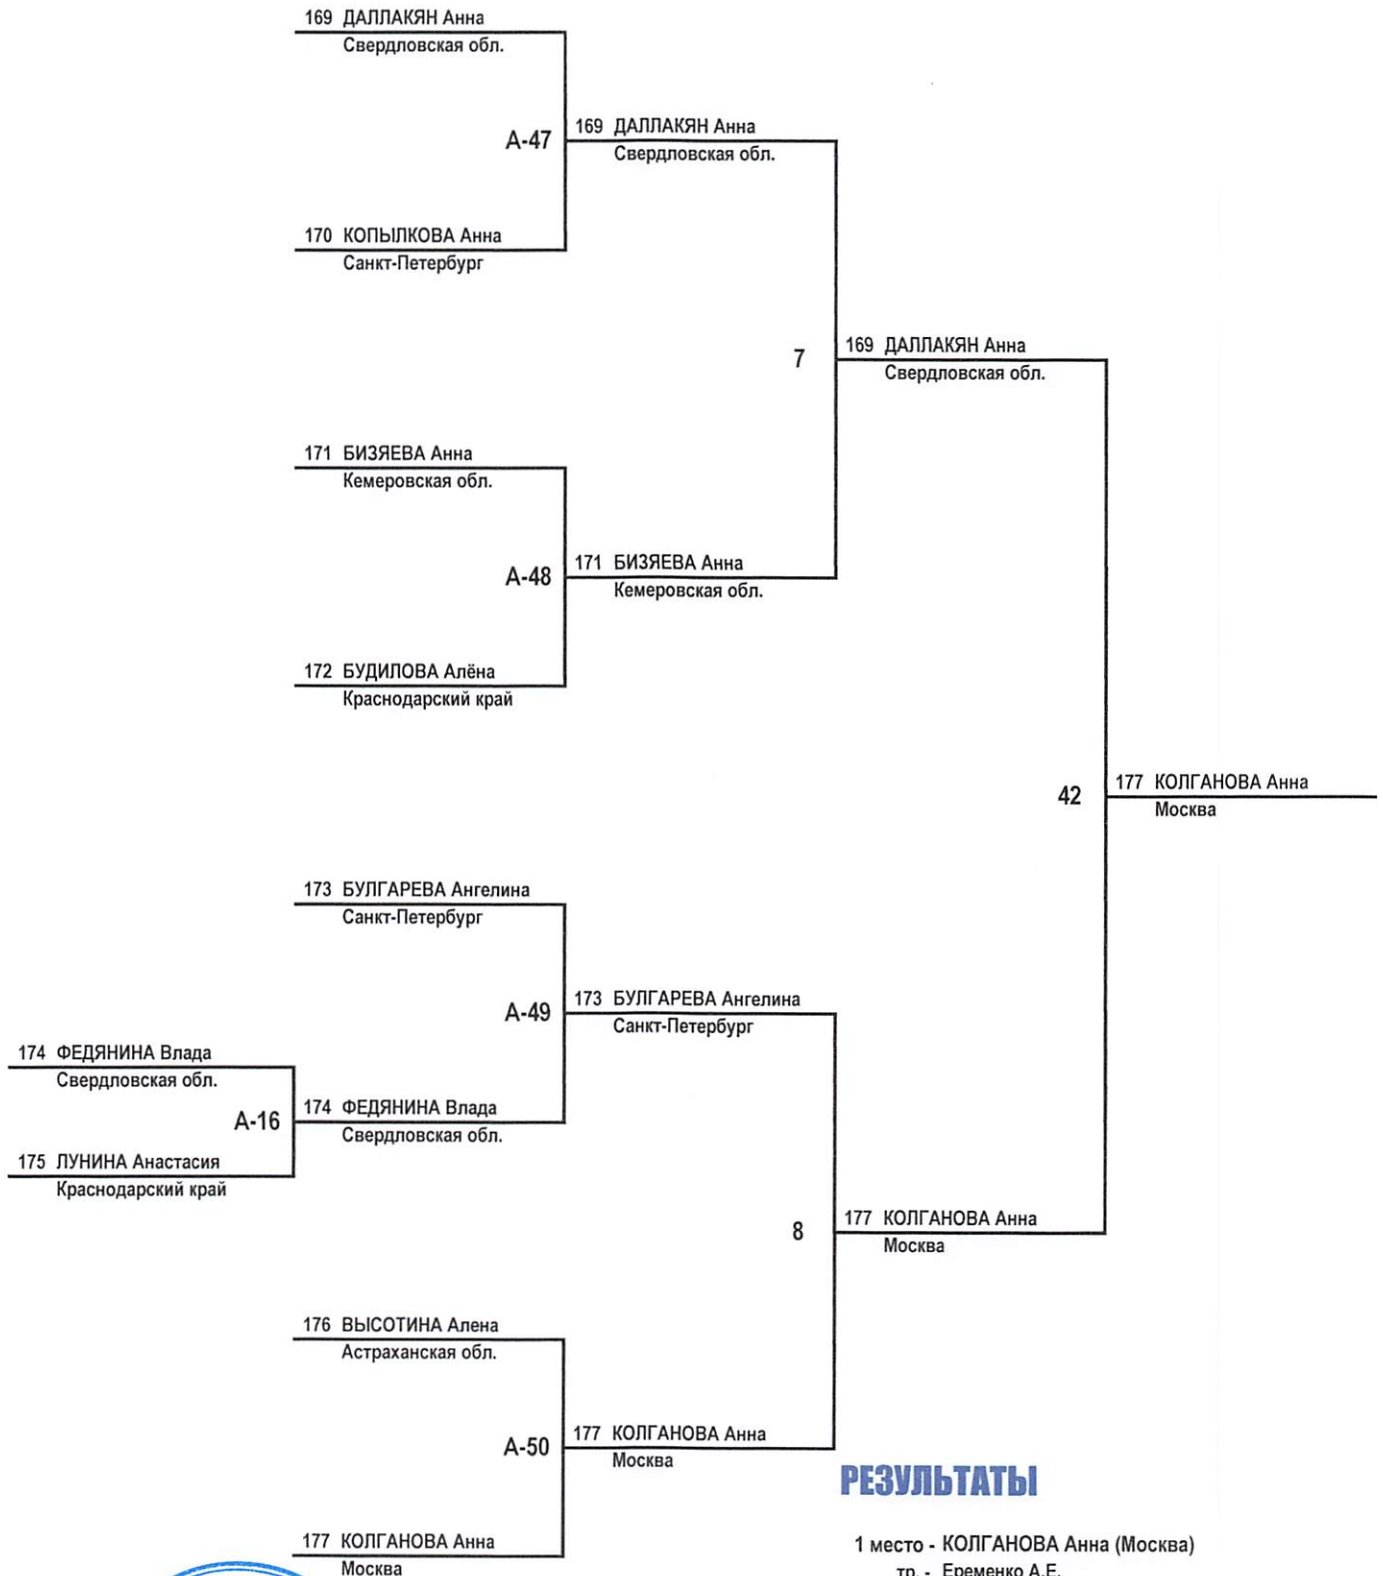 169 ДАЛЛАКЯН Анна
Свердловская обл.
A-47
169 ДАЛЛАКЯН Анна
Свердловская обл.
170 КОПЫЛКОВА Анна
Санкт-Петербург
7
169 ДАЛЛАКЯН Анна
Свердловская обл.
171 БИЗЯЕВА Анна
Кемеровская обл.
A-48
171 БИЗЯЕВА Анна
Кемеровская обл.
172 БУДИЛОВА Алёна
Краснодарский край
42
177 КОЛГАНОВА Анна
Москва
173 БУЛГАРЕВА Ангелина
Санкт-Петербург
A-49
173 БУЛГАРЕВА Ангелина
Санкт-Петербург
174 ФЕДЯНИНА Влада
Свердловская обл.
A-16
174 ФЕДЯНИНА Влада
Свердловская обл.
175 ЛУНИНА Анастасия
Краснодарский край
8
177 КОЛГАНОВА Анна
Москва
176 ВЫСОТИНА Алена
Астраханская обл.
A-50
177 КОЛГАНОВА Анна
Москва
177 КОЛГАНОВА Анна
Москва
РЕЗУЛЬТАТЫ
1 место - КОЛГАНОВА Анна (Москва)
тр. - Еременко А.Е.